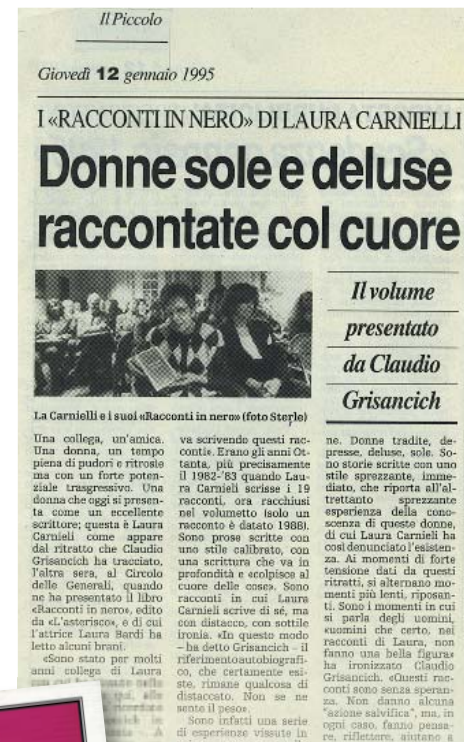 Il Piccolo
Giovedì 12 gennaio 1995
I «RACCONTI IN NERO» DI LAURA CARNIELLI
Donne sole e deluse
raccontate col cuore
Il volume
presentato
da Claudio
Grisancich
La Carnielli e i suoi «Racconti in nero» (foto Sterle)
Una collega, un'amica.
Una donna, un tempo
piena di pudori e ritrosie
ma con un forte poten-
ziale trasgressivo. Una
donna che oggi si presen-
ta come un eccellente
scrittore; questa è Laura
Carnieli come appare
dal ritratto che Claudio
Grisancich ha tracciato,
l'altra sera, al Circolo
delle Generali, quando
ne ha presentato il libro
«Racconti in nero», edito
da «L'asterisco», e di cui
l'attrice Laura Bardi ha
letto alcuni brani.
«Sono stato per molti
anni collega di Laura
va scrivendo questi rac-
conti». Erano gli anni Ot-
tanta, più precisamente
il 1982-'83 quando Lau-
ra Carnieli scrisse i 19
racconti, ora racchiusi
nel volumetto (solo un
racconto è datato 1988).
Sono prose scritte con
uno stile calibrato, con
una scrittura che va in
profondità e «colpisce al
cuore delle cose». Sono
racconti in cui Laura
Carnieli scrive di sé, ma
con distacco, con sottile
ironia. «In questo modo
– ha detto Grisancich – il
riferimento autobiografi-
co, che certamente esi-
ste, rimane qualcosa di
distaccato. Non se ne
sente il peso».
Sono infatti una serie
di esperienze vissute in
ne. Donne tradite, de-
presse, deluse, sole. So-
no storie scritte con uno
stile sprezzante, imme-
diato, che riporta all'al-
trettanto sprezzante
esperienza della cono-
scenza di queste donne,
di cui Laura Carnieli ha
così denunciato l'esisten-
za. Ai momenti di forte
tensione dati da questi
ritratti, si alternano mo-
menti più lenti, riposan-
ti. Sono i momenti in cui
si parla degli uomini,
«uomini che certo, nei
racconti di Laura, non
fanno una bella figura»
ha ironizzato Claudio
Grisancich. «Questi rac-
conti sono senza speran-
za. Non danno alcuna
"azione salvifica", ma, in
ogni caso, fanno pensa-
re, riflettere, aiutano a